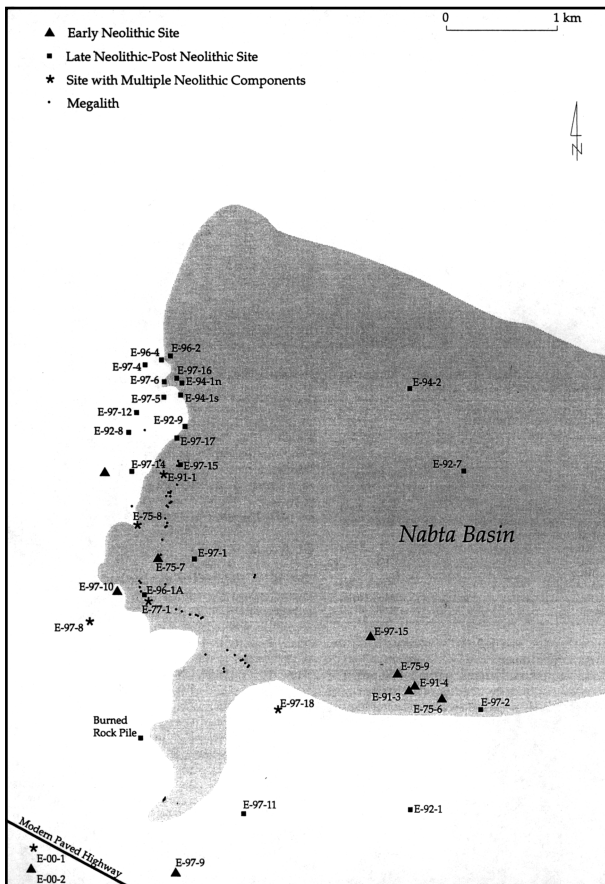 0
1 km
Early Neolithic Site
Late Neolithic-Post Neolithic Site
Site with Multiple Neolithic Components
Megalith
N
E-96-2
E-96-4
E-97-4
E-97-16
E-97-6
E-94-1n
E-94-2
E-97-5
E-94-1s
E-97-12
E-92-9
E-92-8
E-97-17
E-97-14
E-97-15
E-91-1
E-92-7
E-75-8
Nabta Basin
E-97-1
E-75-7
E-97-10
E-96-1A
E-77-1
E-97-8
E-97-15
E-75-9
E-91-4
E-91-3
E-75-6
E-97-2
E-97-18
Burned
Rock Pile
E-97-11
E-92-1
Modern Paved Highway
E-00-1
E-97-9
E-00-2